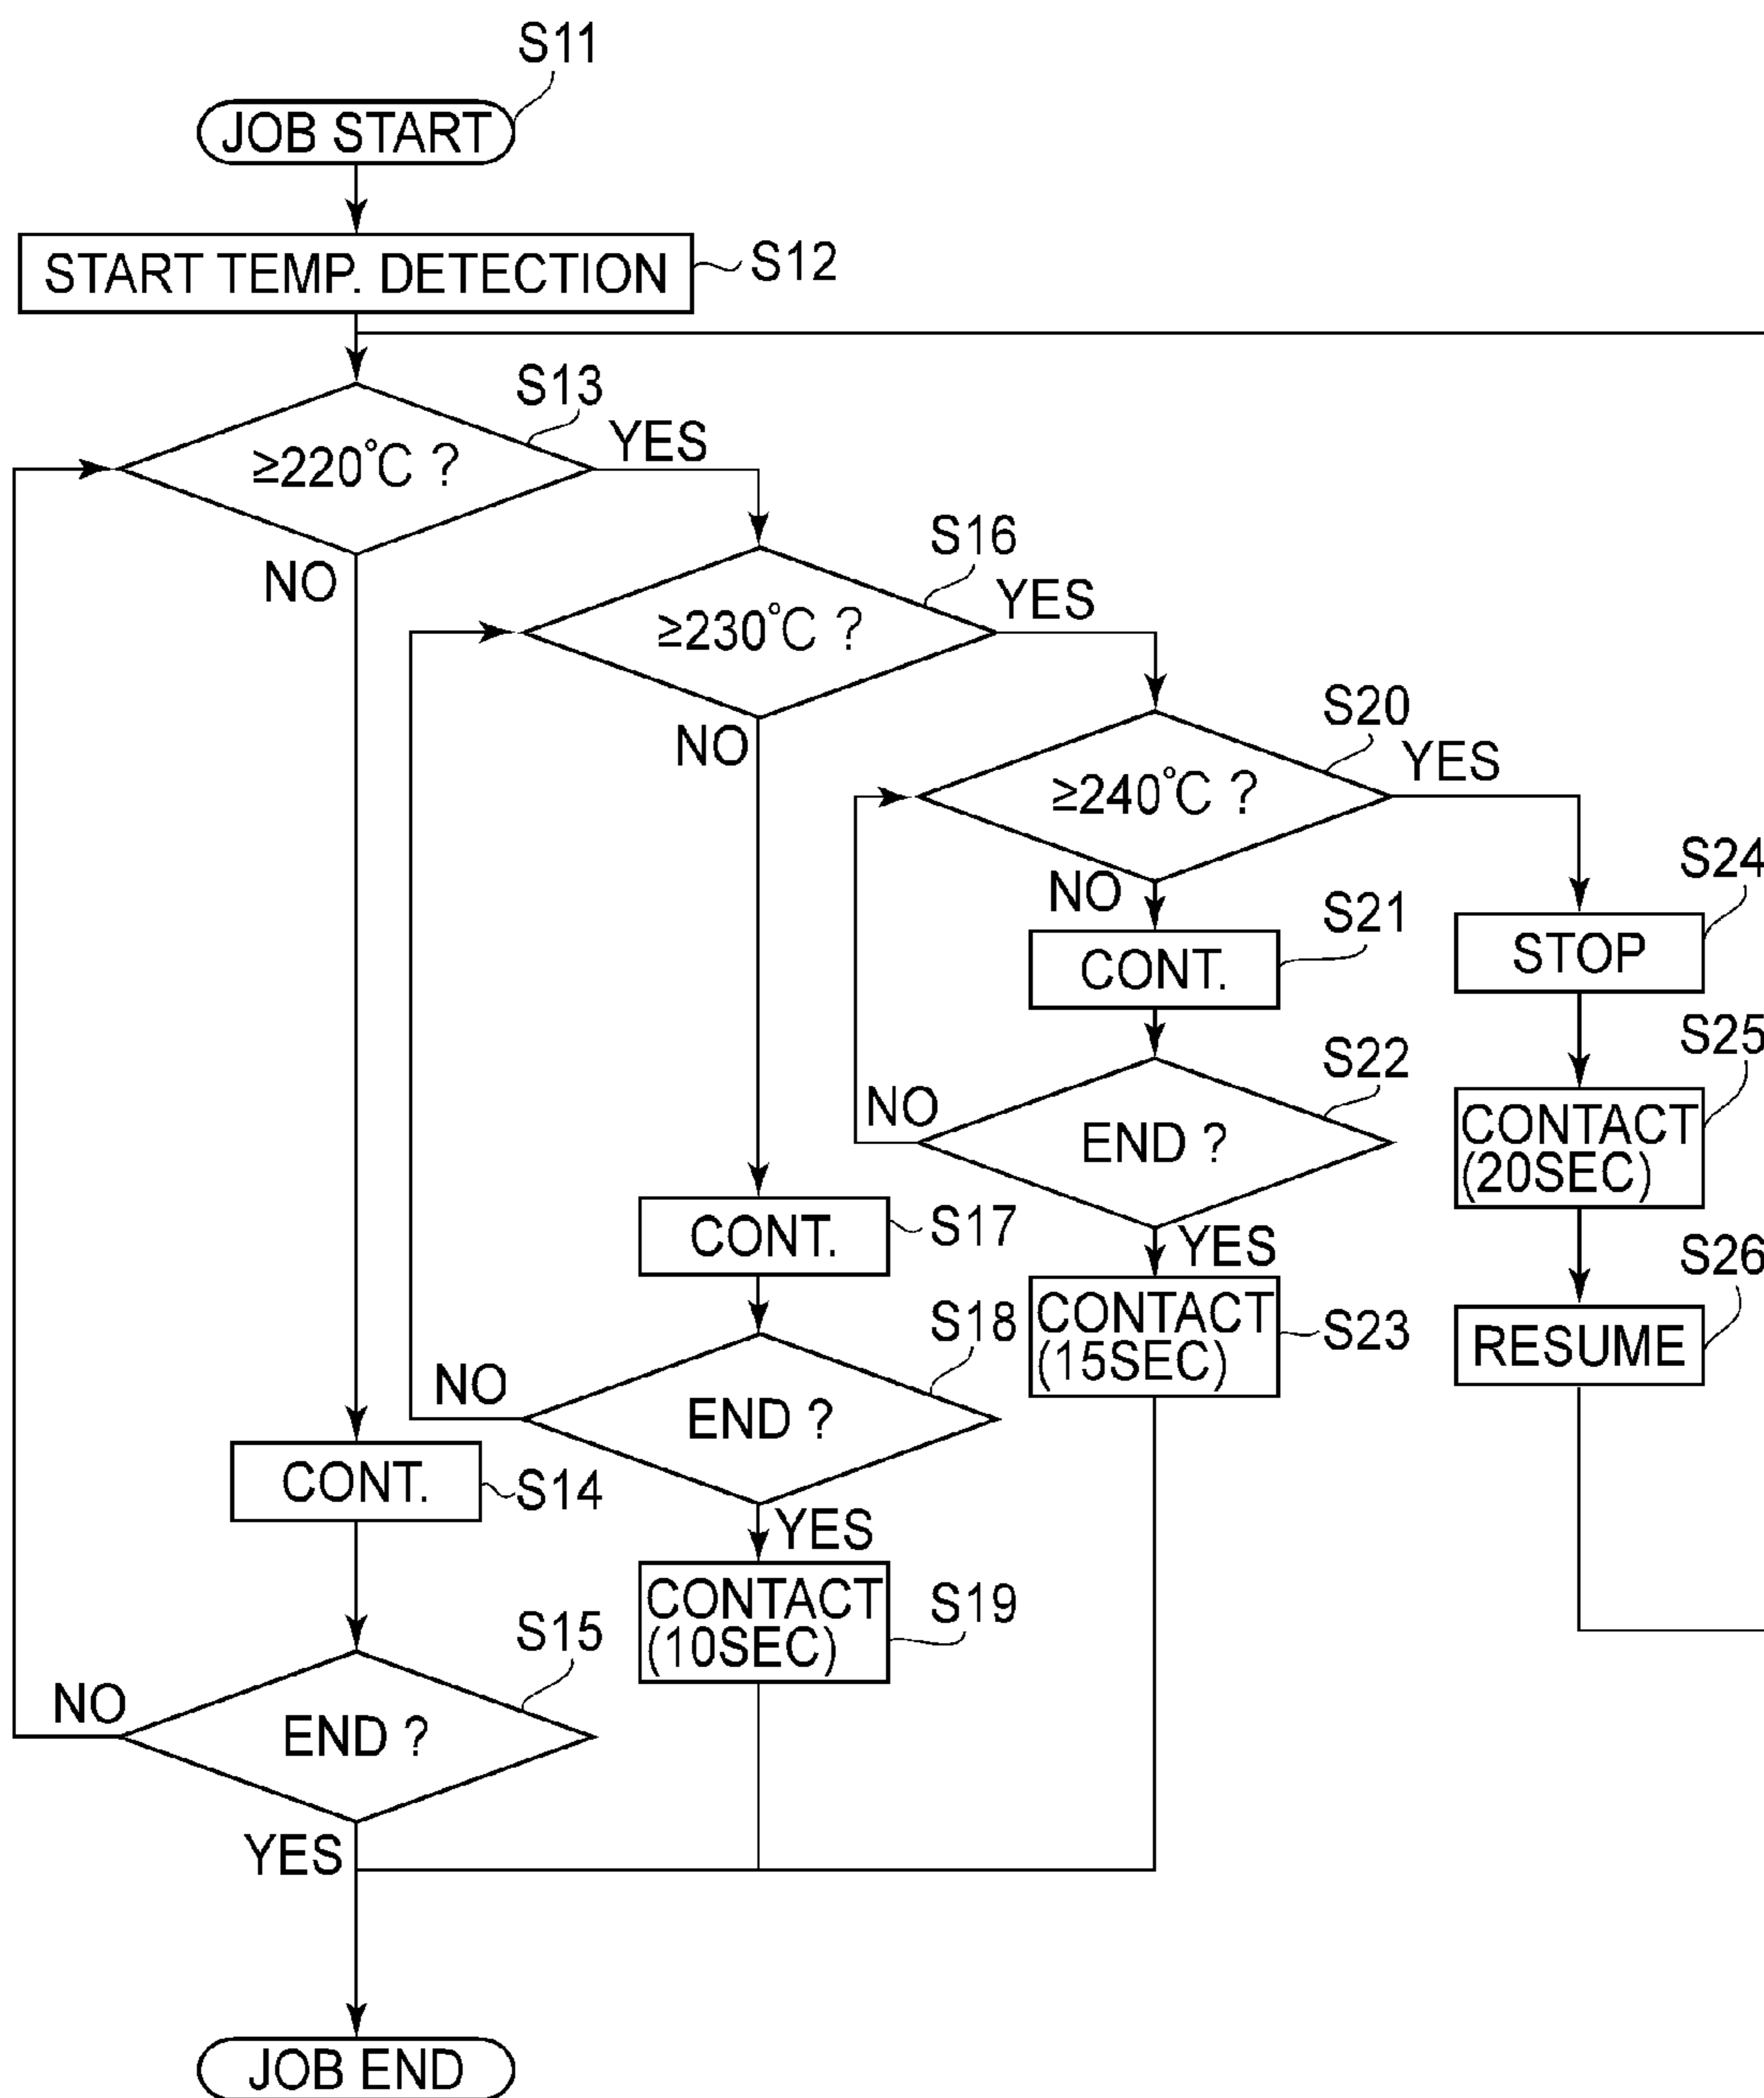 S11
JOB START
START TEMP. DETECTION
S12
S13
≥220°C ?
YES
NO
S16
≥230°C ?
YES
NO
S20
≥240°C ?
YES
NO
S21
CONT.
S24
STOP
S22
END ?
NO
YES
S25
CONTACT
(20SEC)
S17
CONT.
S23
CONTACT
(15SEC)
S26
RESUME
S18
END ?
NO
YES
S14
CONT.
S19
CONTACT
(10SEC)
S15
END ?
NO
YES
JOB END